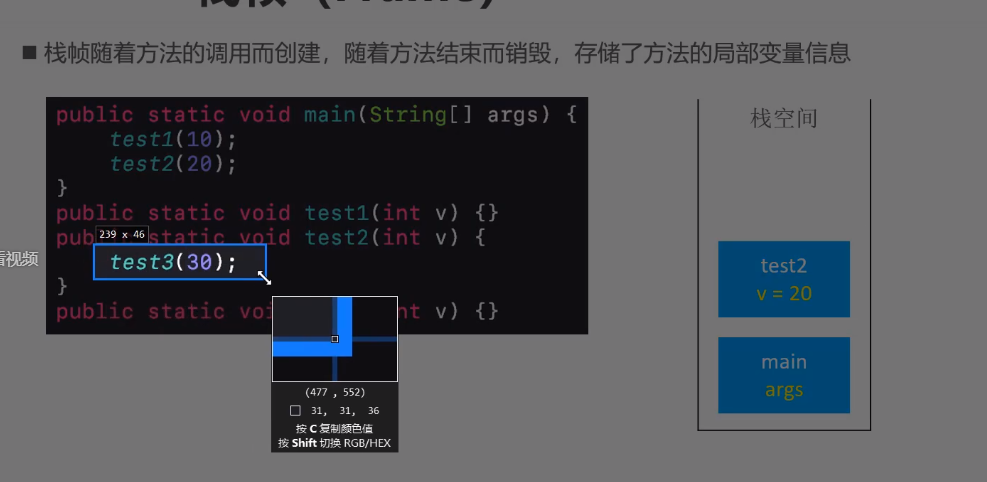 栈帧（Frame）
■ 栈帧随着方法的调用而创建，随着方法结束而销毁，存储了方法的局部变量信息
public static void main(String[] args) {
test1(10);
test2(20);
}
public static void test1(int v) {}
public static void test2(int v) {
239 x 46
test3(30);
}
public static voi nt v) {}
看视频
(477 , 552)
31, 31, 36
按 C 复制颜色值
按 Shift 切换 RGB/HEX
栈空间
test2
v = 20
main
args